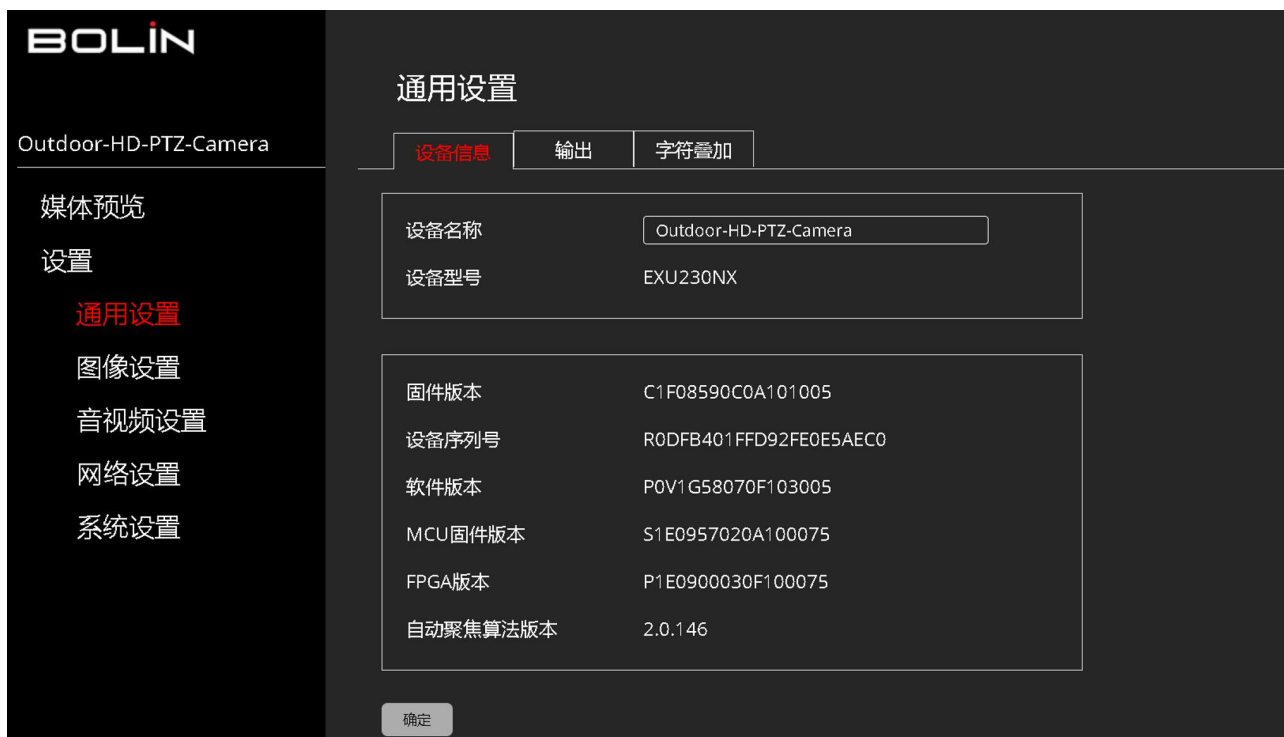 BOLIN
Outdoor-HD-PTZ-Camera
媒体预览
设置
通用设置
图像设置
音视频设置
网络设置
系统设置
通用设置
设备信息 输出 字符叠加
设备名称 Outdoor-HD-PTZ-Camera
设备型号 EXU230NX
固件版本 C1F08590C0A101005
设备序列号 R0DFB401FFD92FE0E5AEC0
软件版本 P0V1G58070F103005
MCU固件版本 S1E0957020A100075
FPGA版本 P1E0900030F100075
自动聚焦算法版本 2.0.146
确定